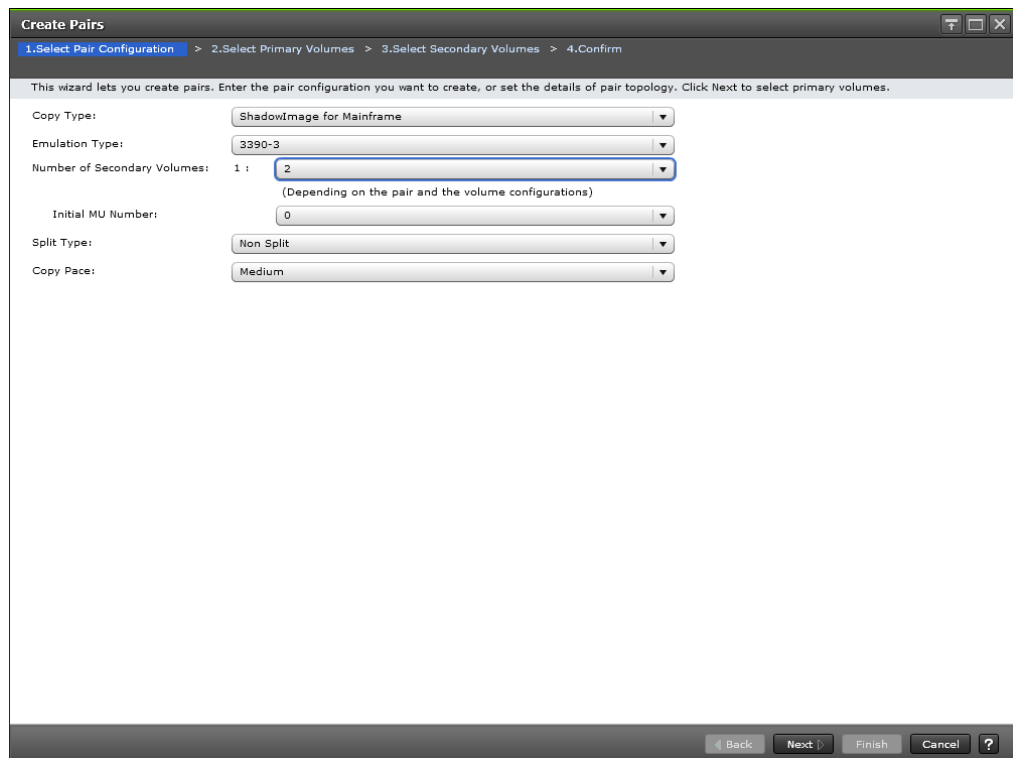 Create Pairs
1.Select Pair Configuration > 2.Select Primary Volumes > 3.Select Secondary Volumes > 4.Confirm
This wizard lets you create pairs. Enter the pair configuration you want to create, or set the details of pair topology. Click Next to select primary volumes.
Copy Type: ShadowImage for Mainframe
Emulation Type: 3390-3
Number of Secondary Volumes: 1 : 2
(Depending on the pair and the volume configurations)
Initial MU Number: 0
Split Type: Non Split
Copy Pace: Medium
Back Next Finish Cancel ?